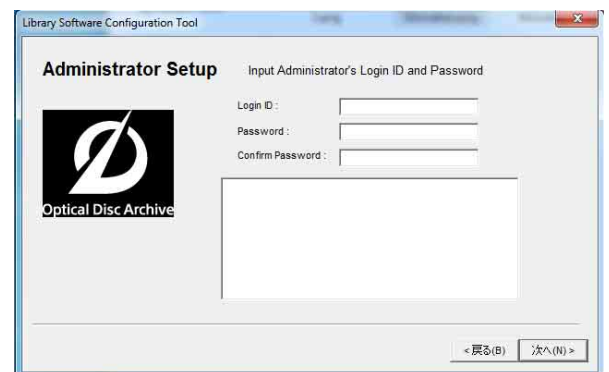 Library Software Configuration Tool
Administrator Setup
Input Administrator's Login ID and Password
Login ID :
Password :
Confirm Password :
Optical Disc Archive
<戻る(B)
次へ(N) >